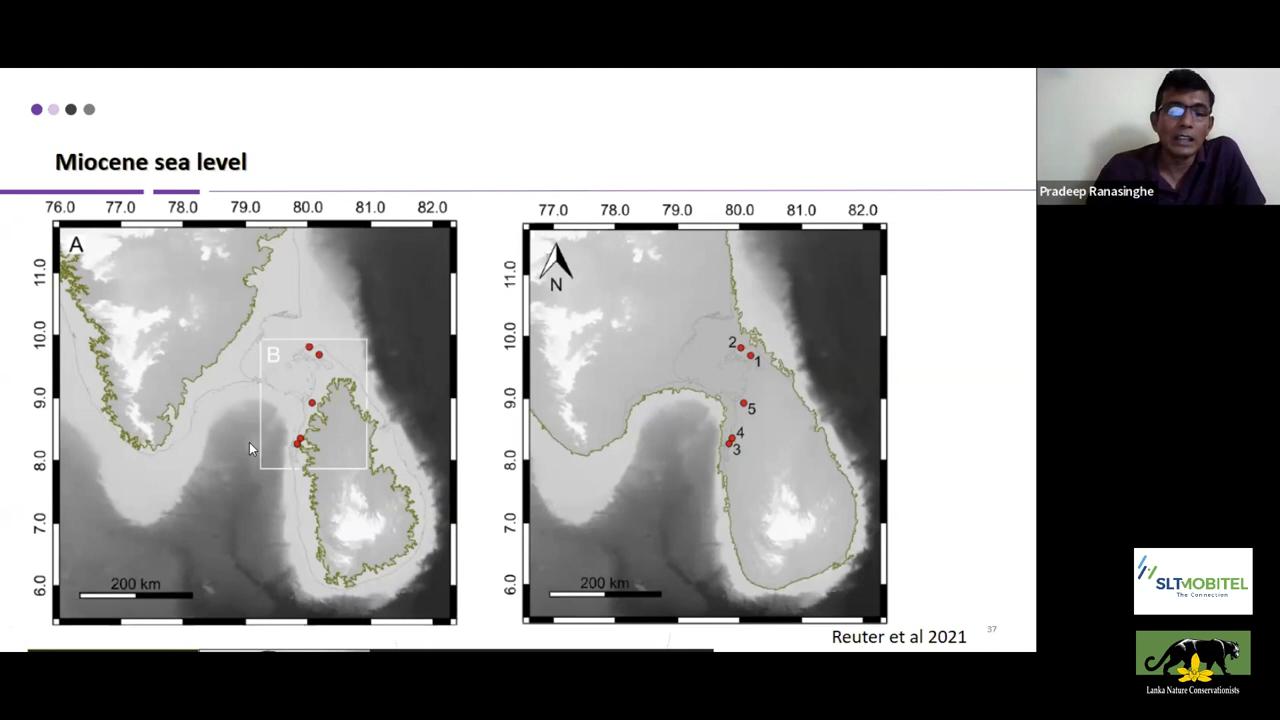 Miocene sea level
76.0 77.0 78.0 79.0 80.0 81.0 82.0
A
B
11.0
10.0
9.0
8.0
7.0
6.0
200 km
77.0 78.0 79.0 80.0 81.0 82.0
N
11.0
10.0
9.0
8.0
7.0
6.0
2
1
5
4
3
200 km
Reuter et al 2021
37
Pradeep Ranasinghe
SLTMOBITEL
The Connection
Lanka Nature Conservationists